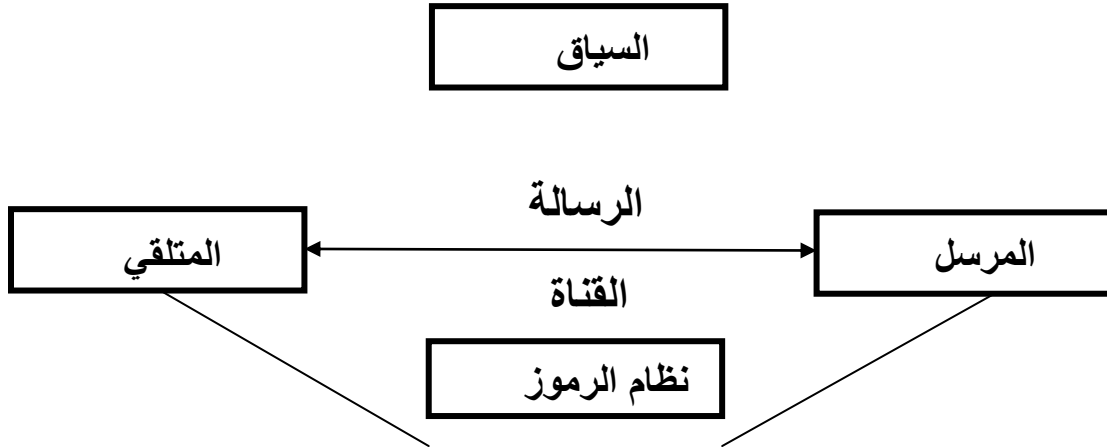 السياق
الرسالة
المرسل
المتلقي
القناة
نظام الرموز